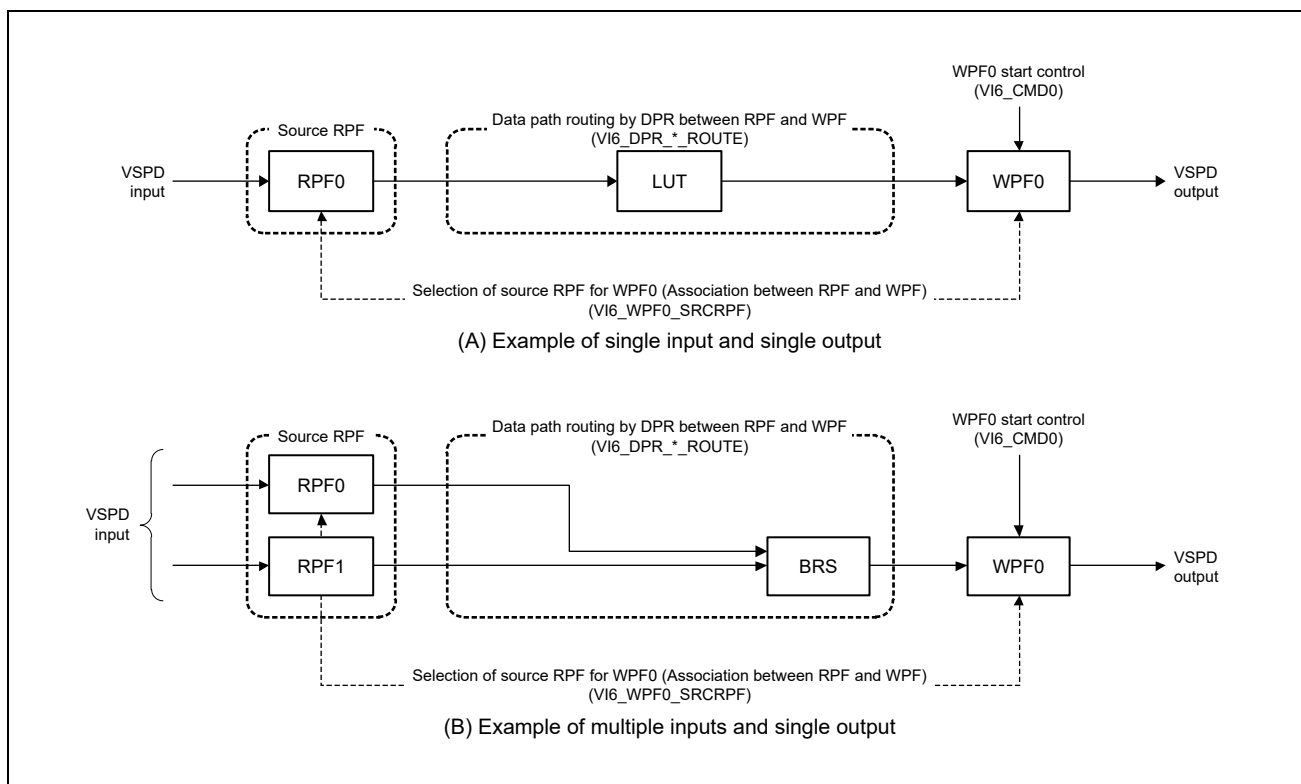 WPF0 start control
(VI6_CMD0)
Source RPF
Data path routing by DPR between RPF and WPF
(VI6_DPR_*_ROUTE)
VSPD
input
RPF0
LUT
WPF0
VSPD
output
Selection of source RPF for WPF0 (Association between RPF and WPF)
(VI6_WPF0_SRCRPF)
(A) Example of single input and single output
WPF0 start control
(VI6_CMD0)
Source RPF
Data path routing by DPR between RPF and WPF
(VI6_DPR_*_ROUTE)
RPF0
VSPD
input
RPF1
BRS
WPF0
VSPD
output
Selection of source RPF for WPF0 (Association between RPF and WPF)
(VI6_WPF0_SRCRPF)
(B) Example of multiple inputs and single output